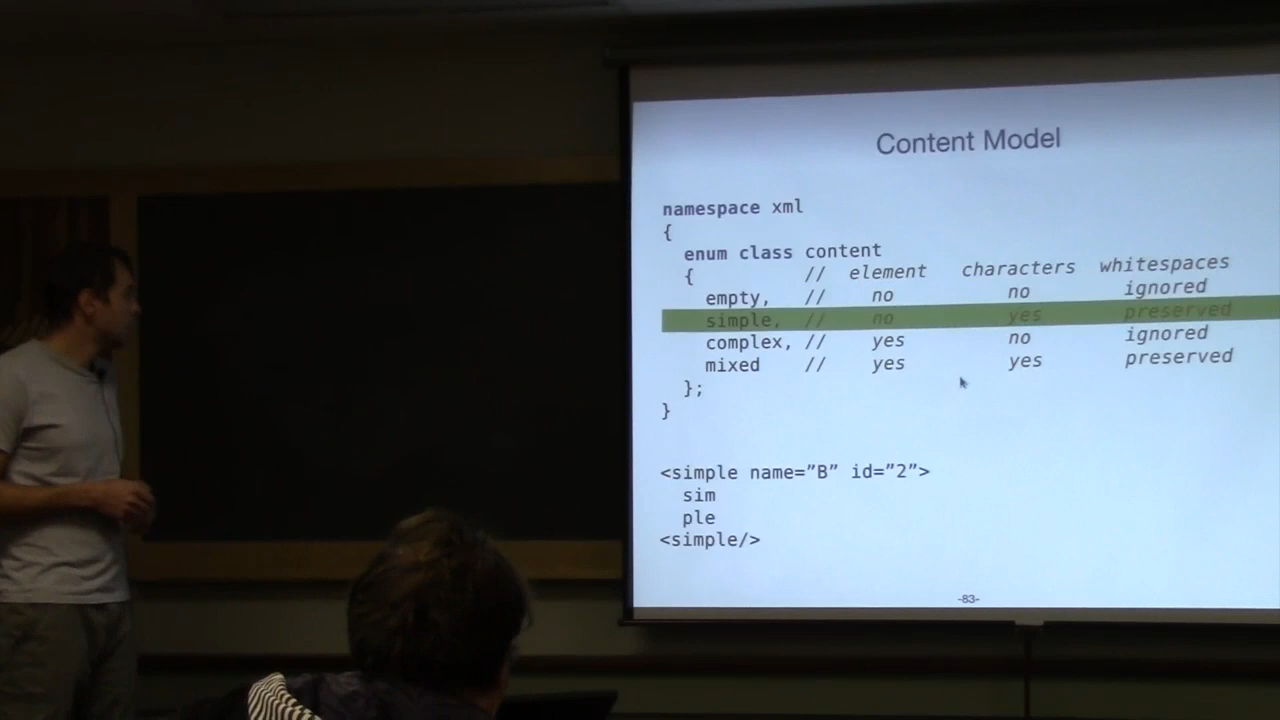 Content Model
namespace xml
{
enum class content
{ // element characters whitespaces
empty, // no no ignored
simple, // no yes preserved
complex, // yes no ignored
mixed // yes yes preserved
};
}
<simple name=”B” id=”2”>
sim
ple
<simple/>
-83-